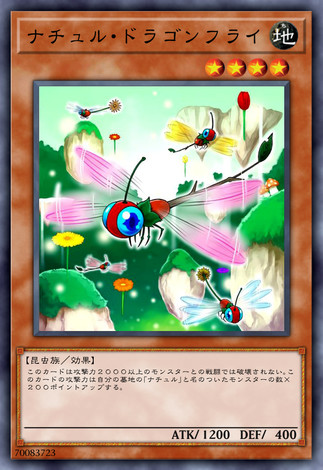 ナチュル・ドラゴンフライ
地
【昆虫族／効果】
このカードは攻撃力２０００以上のモンスターとの戦闘では破壊されない。こ
のカードの攻撃力は自分の墓地の「ナチュル」と名のついたモンスターの数×
２００ポイントアップする。
ATK/ 1200 DEF/ 400
70083723